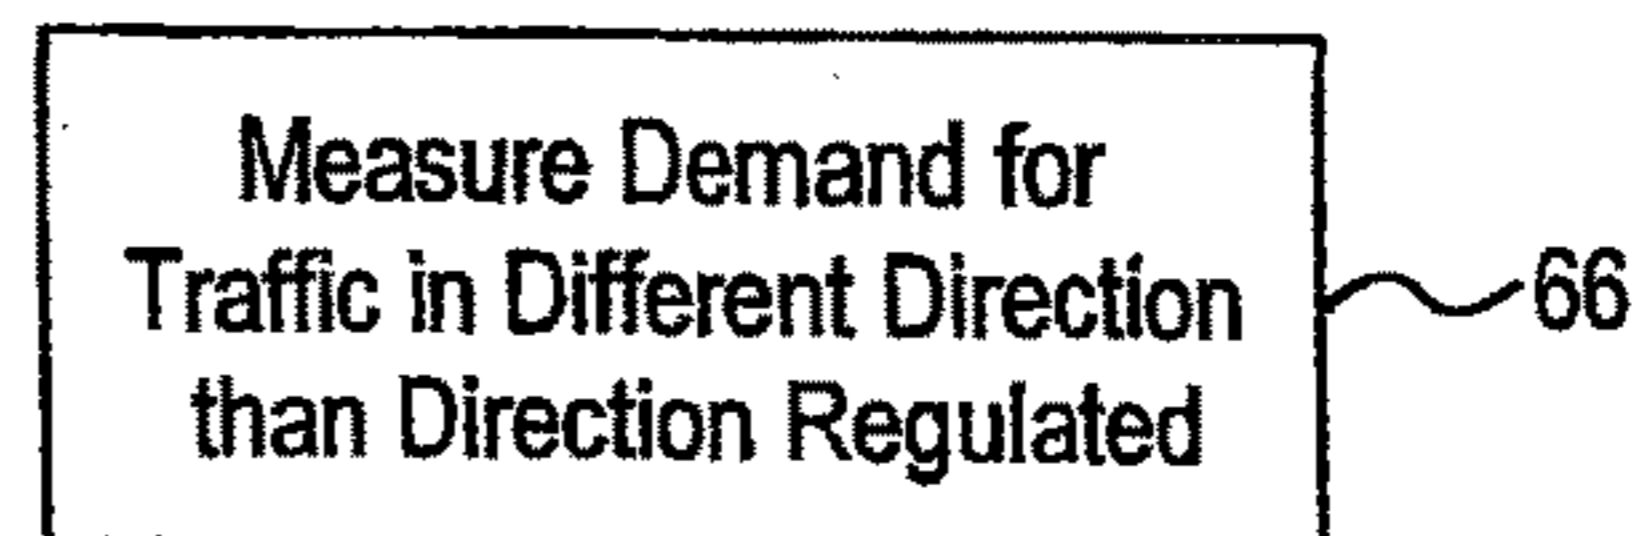 Measure Demand for
Traffic in Different Direction
than Direction Regulated
66